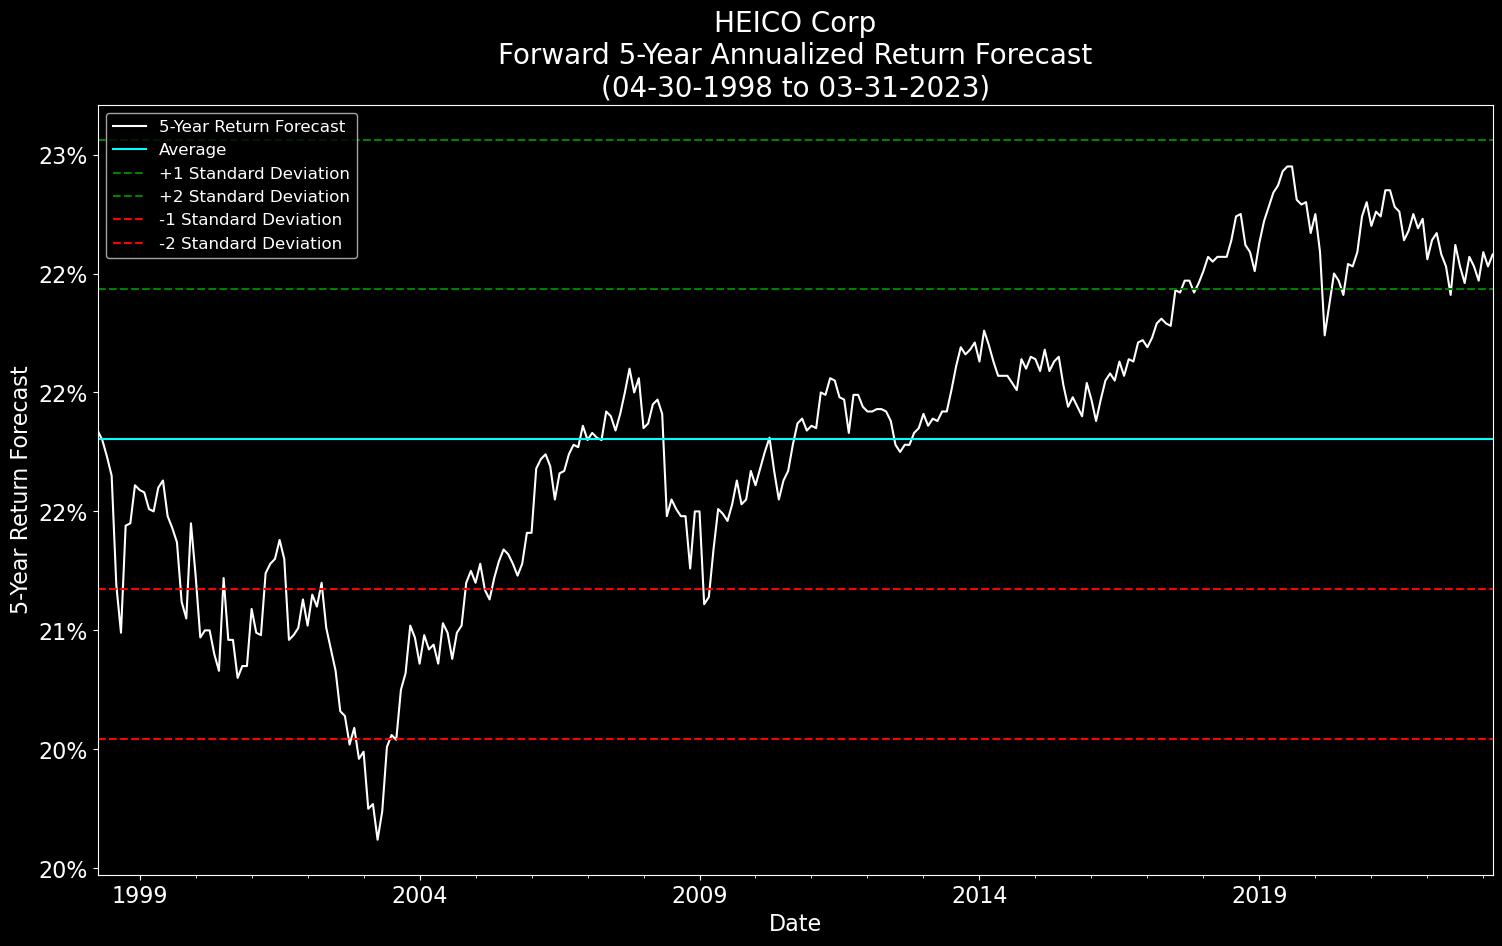 HEICO Corp
Forward 5-Year Annualized Return Forecast
(04-30-1998 to 03-31-2023)
5-Year Return Forecast
Average
+1 Standard Deviation
+2 Standard Deviation
-1 Standard Deviation
-2 Standard Deviation
23%
22%
22%
22%
21%
20%
20%
5-Year Return Forecast
1999
2004
2009
2014
2019
Date